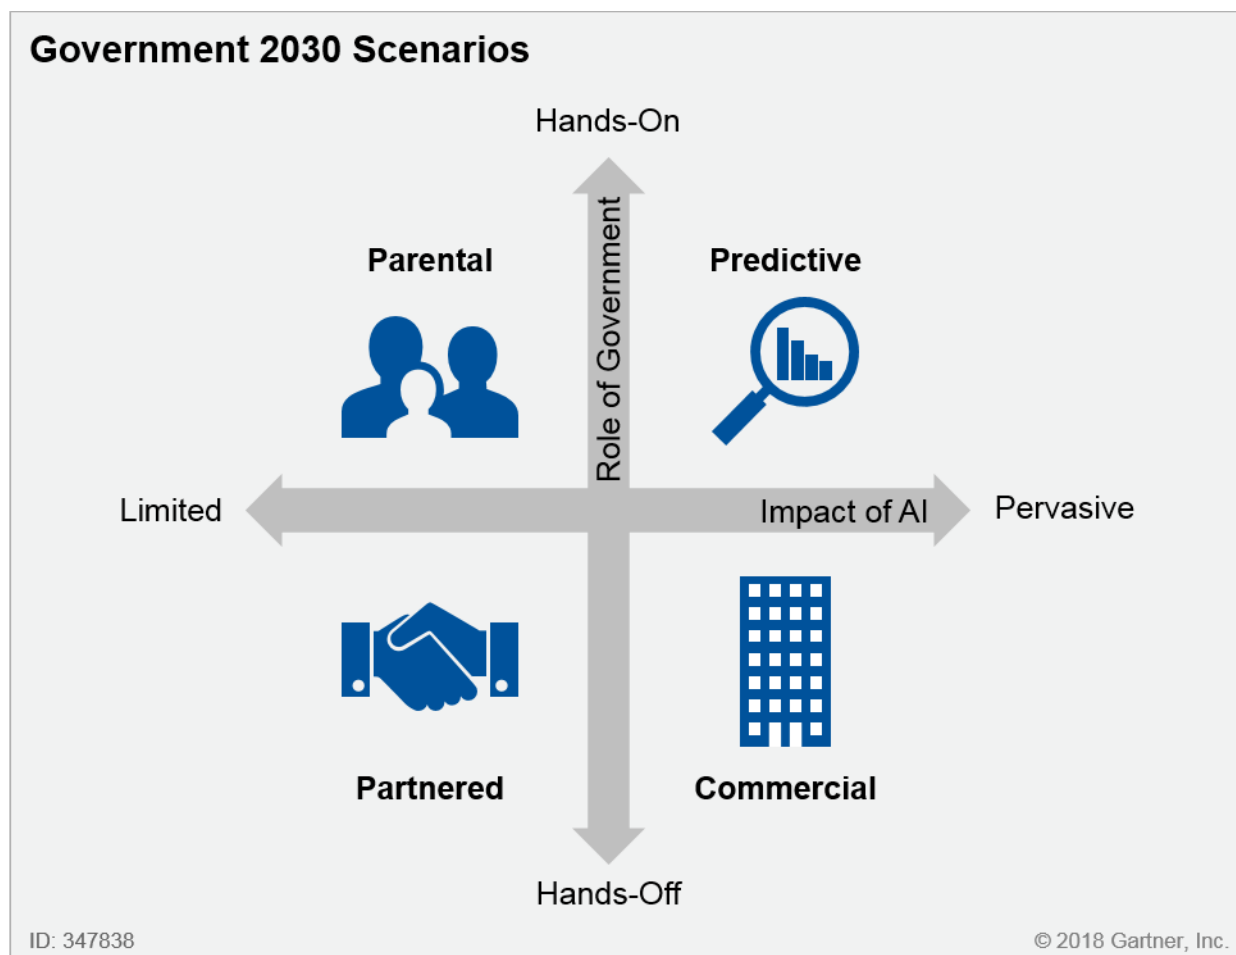 Government 2030 Scenarios
Hands-On
Role of Government
Parental
Predictive
Limited
Impact of AI
Pervasive
Partnered
Commercial
Hands-Off
ID: 347838
© 2018 Gartner, Inc.